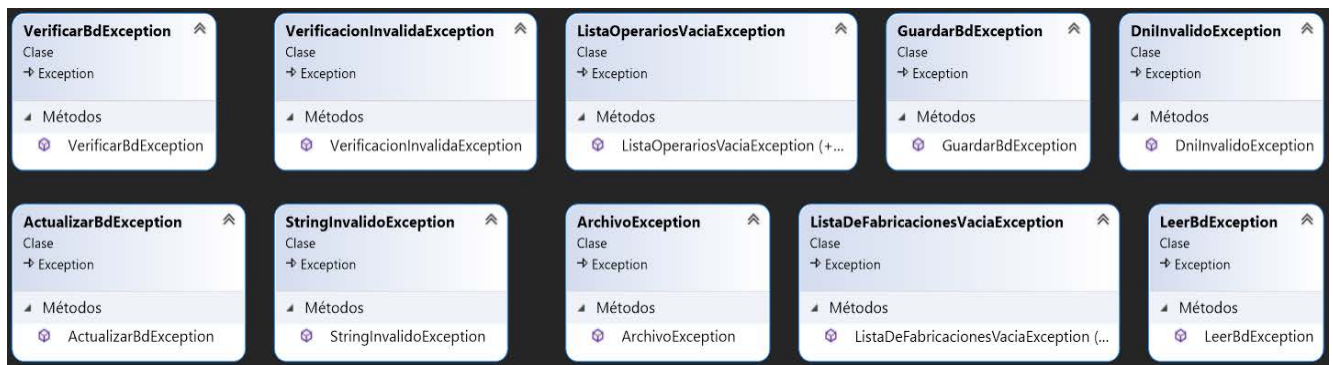 VerificarBdException
Clase
Exception
Métodos
VerificarBdException
VerificacionInvalidaException
Clase
Exception
Métodos
VerificacionInvalidaException
ListaOperariosVaciaException
Clase
Exception
Métodos
ListaOperariosVaciaException (+...
GuardarBdException
Clase
Exception
Métodos
GuardarBdException
DniInvalidoException
Clase
Exception
Métodos
DniInvalidoException
ActualizarBdException
Clase
Exception
Métodos
ActualizarBdException
StringInvalidoException
Clase
Exception
Métodos
StringInvalidoException
ArchivoException
Clase
Exception
Métodos
ArchivoException
ListaDeFabricacionesVaciaException
Clase
Exception
Métodos
ListaDeFabricacionesVaciaException (...
LeerBdException
Clase
Exception
Métodos
LeerBdException